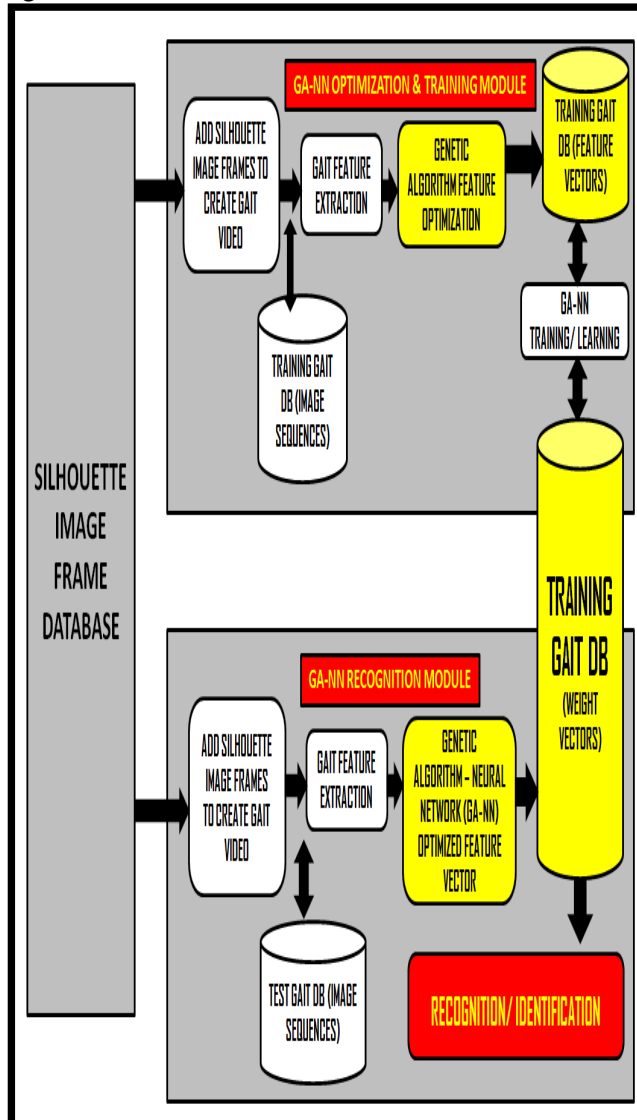 SILHOUETTE
IMAGE
FRAME
DATABASE
GA-NN OPTIMIZATION & TRAINING MODULE
ADD SILHOUETTE
IMAGE FRAMES TO
CREATE GAIT
VIDEO
GAIT FEATURE
EXTRACTION
GENETIC
ALGORITHM FEATURE
OPTIMIZATION
TRAINING GAIT
DB (FEATURE
VECTORS)
TRAINING GAIT
DB (IMAGE
SEQUENCES)
GA-NN
TRAINING/ LEARNING
TRAINING
GAIT DB
(WEIGHT
VECTORS)
GA-NN RECOGNITION MODULE
ADD SILHOUETTE
IMAGE FRAMES
TO CREATE GAIT
VIDEO
GAIT FEATURE
EXTRACTION
GENETIC
ALGORITHM – NEURAL
NETWORK (GA-NN)
OPTIMIZED FEATURE
VECTOR
TEST GAIT DB (IMAGE
SEQUENCES)
RECOGNITION/ IDENTIFICATION